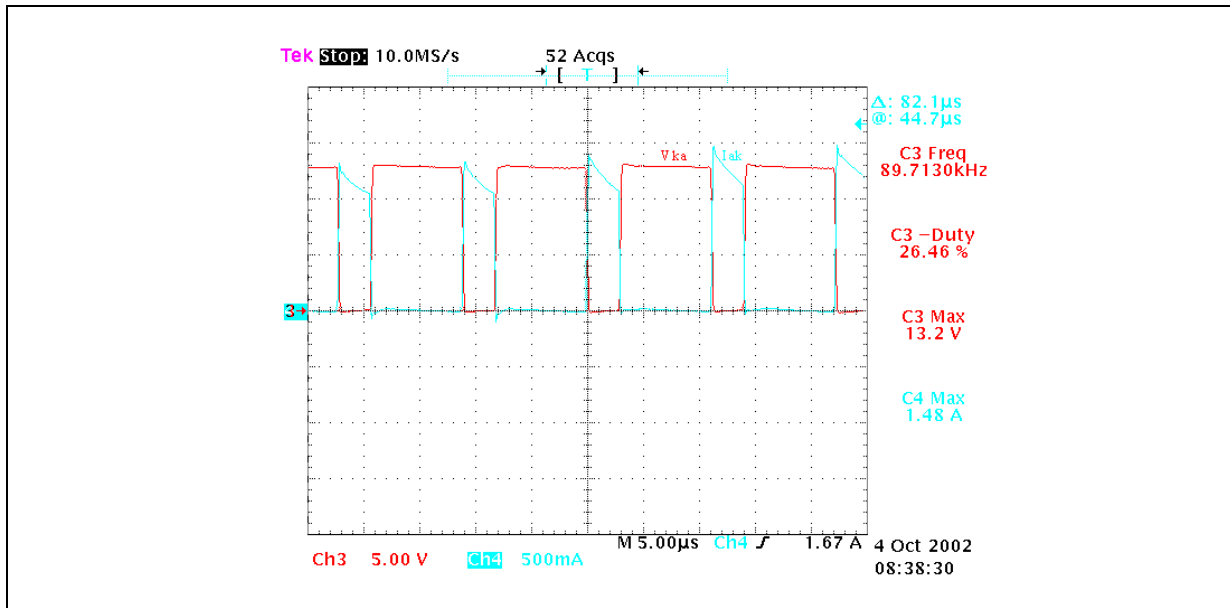 Tek Stop: 10.0MS/s 52 Acqs
[ T ]
Δ: 82.1µs
@: 44.7µs
Vka Iak
C3 Freq
89.7130kHz
C3 -Duty
26.46 %
3
C3 Max
13.2 V
C4 Max
1.48 A
M 5.00µs Ch4 ʃ 1.67 A
Ch3 5.00 V Ch4 500mA
4 Oct 2002
08:38:30